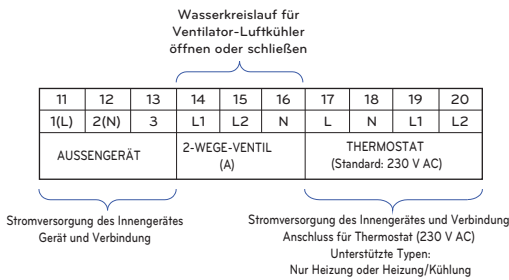 Wasserkreislauf für
Ventilator-Luftkühler
öffnen oder schließen
11 12 13 14 15 16 17 18 19 20
1(L) 2(N) 3 L1 L2 N L N L1 L2
AUSSENGERÄT
2-WEGE-VENTIL
(A)
THERMOSTAT
(Standard: 230 V AC)
Stromversorgung des Innengerätes
Gerät und Verbindung
Stromversorgung des Innengerätes und Verbindung
Anschluss für Thermostat (230 V AC)
Unterstützte Typen:
Nur Heizung oder Heizung/Kühlung